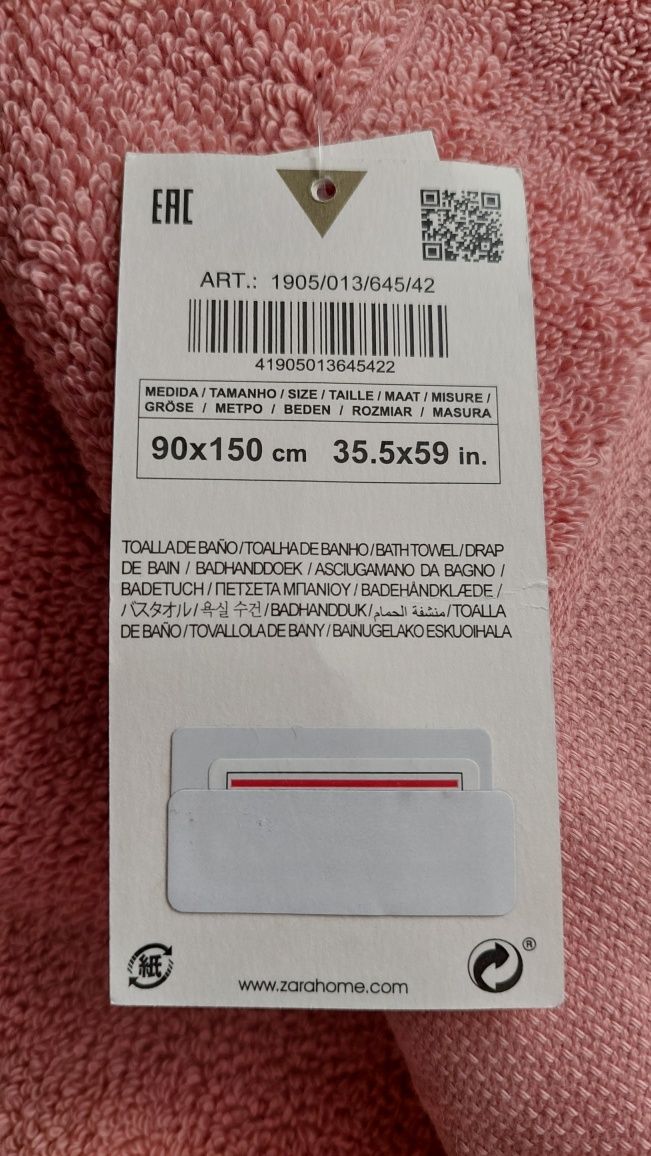 EAC
ART.: 1905/013/645/42
41905013645422
MEDIDA / TAMANHO / SIZE / TAILLE / MAAT / MISURE /
GRÖSE / ΜΕΤΡΟ / BEDEN / ROZMIAR / MASURA
90x150 cm 35.5x59 in.
TOALLA DE BAÑO / TOALHA DE BANHO / BATH TOWEL / DRAP
DE BAIN / BADHANDDOEK / ASCIUGAMANO DA BAGNO /
BADETUCH / ΠΕΤΣΕΤΑ ΜΠΑΝΙΟΥ / BADEHÅNDKLÆDE /
バスタオル / 욕실 수건 / BADHANDDUK / منشفة الحمام / TOALLA
DE BAÑO / TOVALLOLA DE BANY / BAINUGELAKO ESKUOIHALA
紙
www.zarahome.com
®